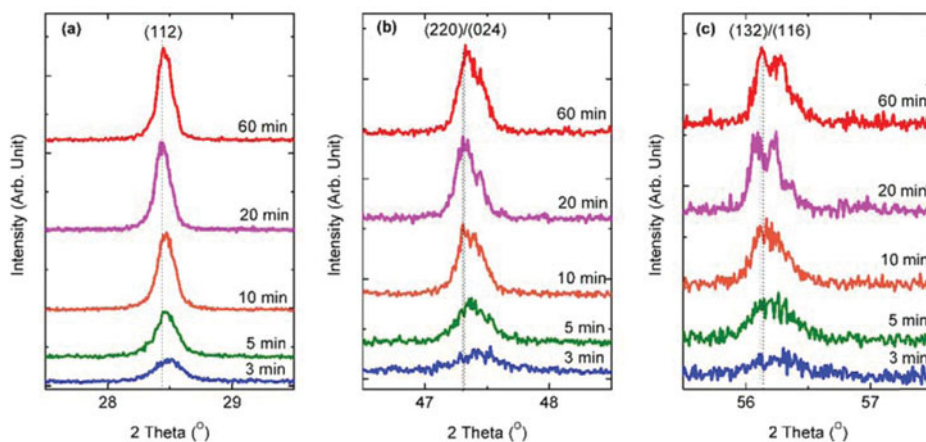 (a)
(112)
60 min
20 min
10 min
5 min
3 min
28
29
2 Theta (°)
Intensity (Arb. Unit)
(b)
(220)/(024)
60 min
20 min
10 min
5 min
3 min
47
48
2 Theta (°)
Intensity (Arb. Unit)
(c)
(132)/(116)
60 min
20 min
10 min
5 min
3 min
56
57
2 Theta (°)
Intensity (Arb. Unit)